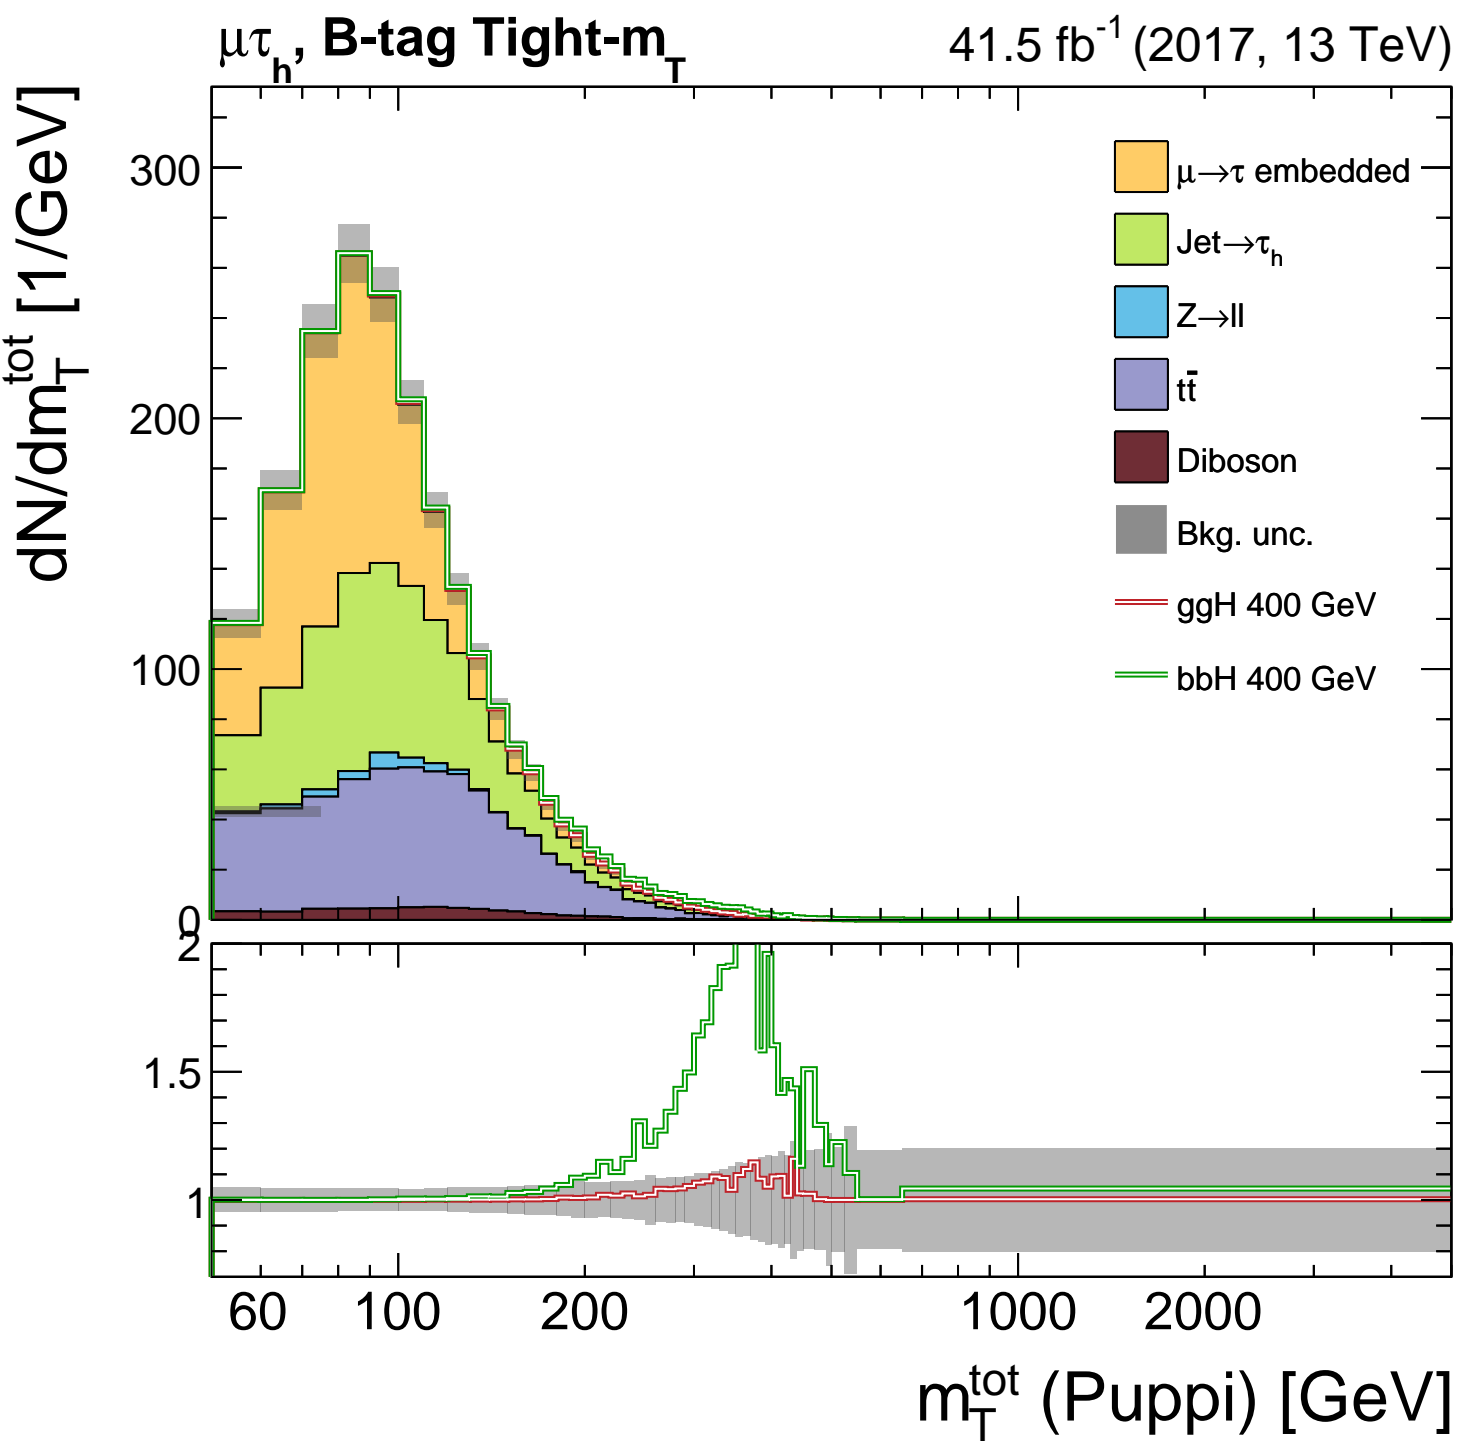 μτh, B-tag Tight-mT
41.5 fb-1 (2017, 13 TeV)
dN/dmTtot [1/GeV]
300
200
100
0
μ→τ embedded
Jet→τh
Z→ll
tt̄
Diboson
Bkg. unc.
ggH 400 GeV
bbH 400 GeV
2
1.5
1
60 100 200 1000 2000
mTtot (Puppi) [GeV]